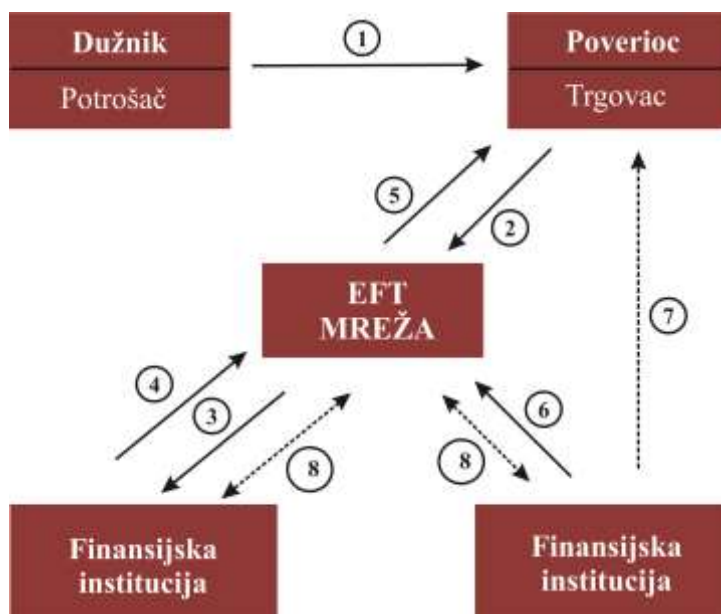 Dužnik
Potrošač
1
Poverioc
Trgovac
5
2
EFT
MREŽA
7
4
3
6
8
8
Finansijska
institucija
Finansijska
institucija